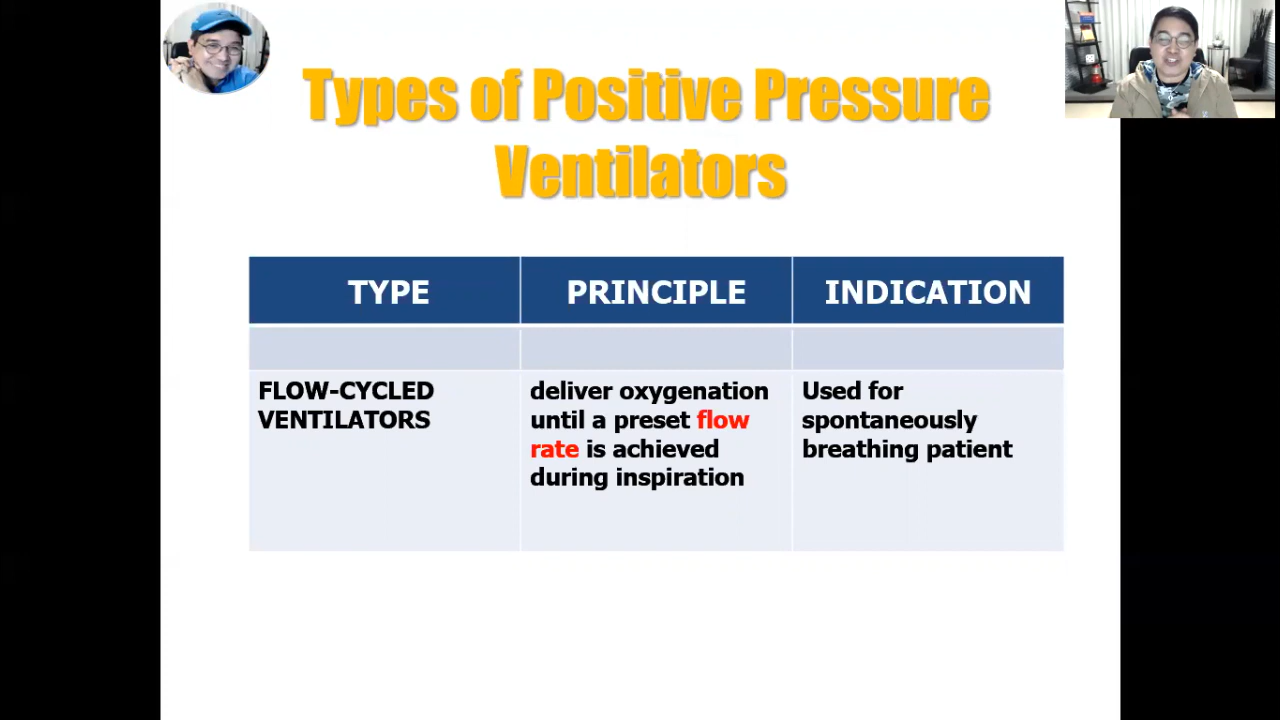 Types of Positive Pressure
Ventilators
TYPE
PRINCIPLE
INDICATION
FLOW-CYCLED
VENTILATORS
deliver oxygenation
until a preset flow
rate is achieved
during inspiration
Used for
spontaneously
breathing patient